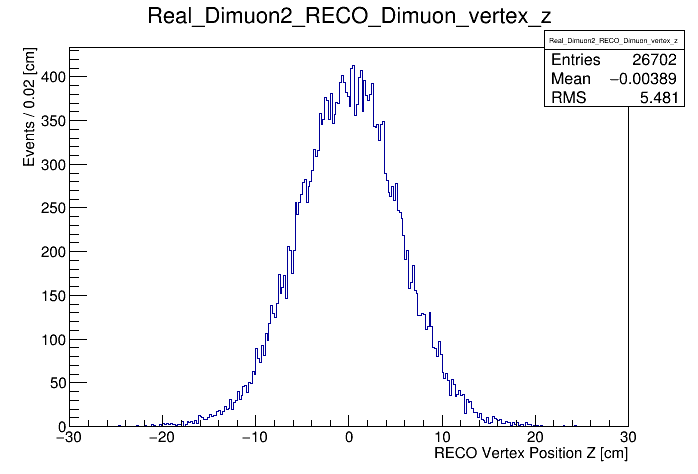 Real_Dimuon2_RECO_Dimuon_vertex_z
Real_Dimuon2_RECO_Dimuon_vertex_z
Entries 26702
Mean −0.00389
RMS 5.481
Events / 0.02 [cm]
400
350
300
250
200
150
100
50
0
−30 −20 −10 0 10 20 30
RECO Vertex Position Z [cm]